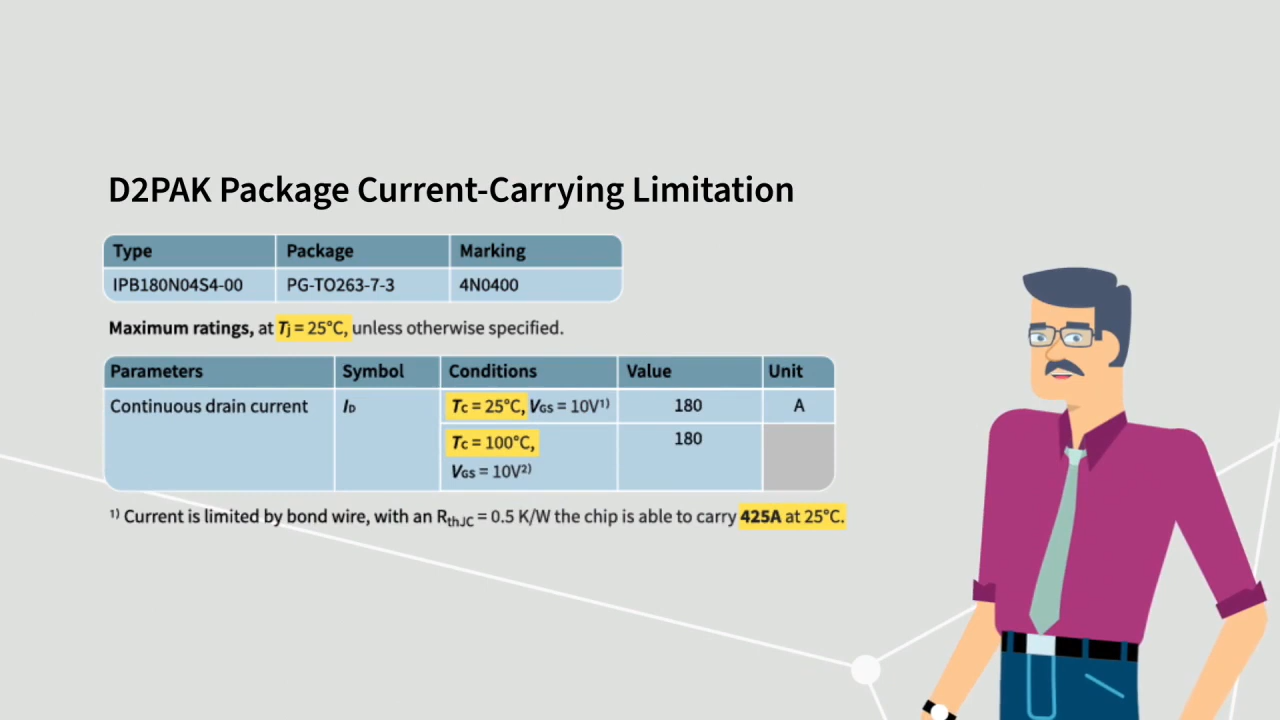 D2PAK Package Current-Carrying Limitation
Type Package Marking
IPB180N04S4-00 PG-TO263-7-3 4N0400
Maximum ratings, at Tj = 25°C, unless otherwise specified.
Parameters Symbol Conditions Value Unit
Continuous drain current ID Tc = 25°C, VGS = 10V1) 180 A
Tc = 100°C, 180
VGS = 10V2)
1) Current is limited by bond wire, with an RthJC = 0.5 K/W the chip is able to carry 425A at 25°C.